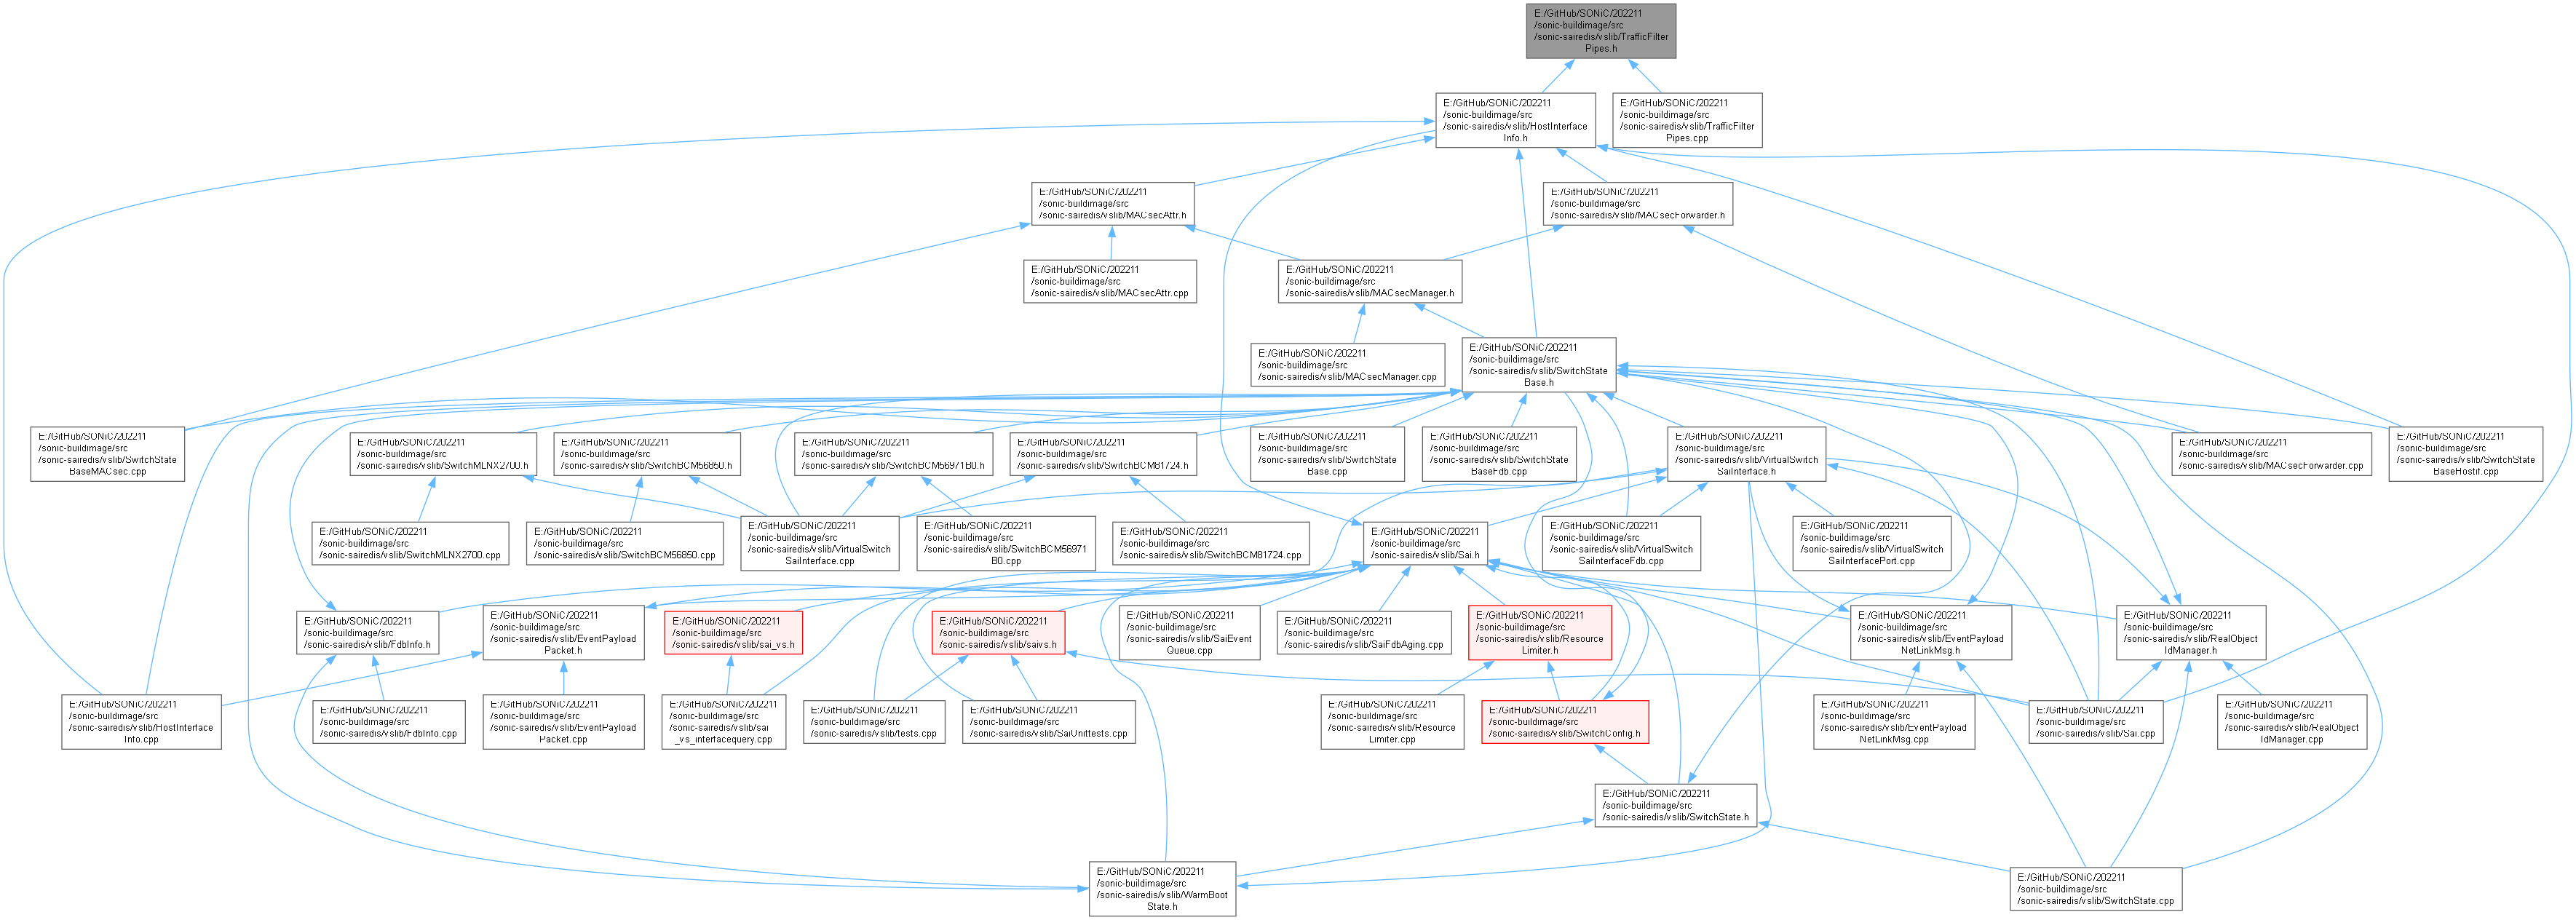 E:/GitHub/SONiC/202211
/sonic-buildimage/src
/sonic-sairedis/vslib/TrafficFilter
Pipes.h
E:/GitHub/SONiC/202211
/sonic-buildimage/src
/sonic-sairedis/vslib/HostInterface
Info.h
E:/GitHub/SONiC/202211
/sonic-buildimage/src
/sonic-sairedis/vslib/TrafficFilter
Pipes.cpp
E:/GitHub/SONiC/202211
/sonic-buildimage/src
/sonic-sairedis/vslib/MACsecAttr.h
E:/GitHub/SONiC/202211
/sonic-buildimage/src
/sonic-sairedis/vslib/MACsecForwarder.h
E:/GitHub/SONiC/202211
/sonic-buildimage/src
/sonic-sairedis/vslib/MACsecAttr.cpp
E:/GitHub/SONiC/202211
/sonic-buildimage/src
/sonic-sairedis/vslib/MACsecManager.h
E:/GitHub/SONiC/202211
/sonic-buildimage/src
/sonic-sairedis/vslib/MACsecManager.cpp
E:/GitHub/SONiC/202211
/sonic-buildimage/src
/sonic-sairedis/vslib/SwitchState
Base.h
E:/GitHub/SONiC/202211
/sonic-buildimage/src
/sonic-sairedis/vslib/SwitchState
BaseMACsec.cpp
E:/GitHub/SONiC/202211
/sonic-buildimage/src
/sonic-sairedis/vslib/SwitchMLNX2700.h
E:/GitHub/SONiC/202211
/sonic-buildimage/src
/sonic-sairedis/vslib/SwitchBCM56850.h
E:/GitHub/SONiC/202211
/sonic-buildimage/src
/sonic-sairedis/vslib/SwitchBCM56971B0.h
E:/GitHub/SONiC/202211
/sonic-buildimage/src
/sonic-sairedis/vslib/SwitchBCM81724.h
E:/GitHub/SONiC/202211
/sonic-buildimage/src
/sonic-sairedis/vslib/SwitchState
Base.cpp
E:/GitHub/SONiC/202211
/sonic-buildimage/src
/sonic-sairedis/vslib/SwitchState
BaseFdb.cpp
E:/GitHub/SONiC/202211
/sonic-buildimage/src
/sonic-sairedis/vslib/VirtualSwitch
SaiInterface.h
E:/GitHub/SONiC/202211
/sonic-buildimage/src
/sonic-sairedis/vslib/MACsecForwarder.cpp
E:/GitHub/SONiC/202211
/sonic-buildimage/src
/sonic-sairedis/vslib/SwitchState
BaseHostif.cpp
E:/GitHub/SONiC/202211
/sonic-buildimage/src
/sonic-sairedis/vslib/SwitchMLNX2700.cpp
E:/GitHub/SONiC/202211
/sonic-buildimage/src
/sonic-sairedis/vslib/SwitchBCM56850.cpp
E:/GitHub/SONiC/202211
/sonic-buildimage/src
/sonic-sairedis/vslib/VirtualSwitch
SaiInterface.cpp
E:/GitHub/SONiC/202211
/sonic-buildimage/src
/sonic-sairedis/vslib/SwitchBCM56971
B0.cpp
E:/GitHub/SONiC/202211
/sonic-buildimage/src
/sonic-sairedis/vslib/SwitchBCM81724.cpp
E:/GitHub/SONiC/202211
/sonic-buildimage/src
/sonic-sairedis/vslib/Sai.h
E:/GitHub/SONiC/202211
/sonic-buildimage/src
/sonic-sairedis/vslib/VirtualSwitch
SaiInterfaceFdb.cpp
E:/GitHub/SONiC/202211
/sonic-buildimage/src
/sonic-sairedis/vslib/VirtualSwitch
SaiInterfacePort.cpp
E:/GitHub/SONiC/202211
/sonic-buildimage/src
/sonic-sairedis/vslib/FdbInfo.h
E:/GitHub/SONiC/202211
/sonic-buildimage/src
/sonic-sairedis/vslib/EventPayload
Packet.h
E:/GitHub/SONiC/202211
/sonic-buildimage/src
/sonic-sairedis/vslib/sai_vs.h
E:/GitHub/SONiC/202211
/sonic-buildimage/src
/sonic-sairedis/vslib/saivs.h
E:/GitHub/SONiC/202211
/sonic-buildimage/src
/sonic-sairedis/vslib/SaiEvent
Queue.cpp
E:/GitHub/SONiC/202211
/sonic-buildimage/src
/sonic-sairedis/vslib/SaiFdbAging.cpp
E:/GitHub/SONiC/202211
/sonic-buildimage/src
/sonic-sairedis/vslib/Resource
Limiter.h
E:/GitHub/SONiC/202211
/sonic-buildimage/src
/sonic-sairedis/vslib/EventPayload
NetLinkMsg.h
E:/GitHub/SONiC/202211
/sonic-buildimage/src
/sonic-sairedis/vslib/RealObject
IdManager.h
E:/GitHub/SONiC/202211
/sonic-buildimage/src
/sonic-sairedis/vslib/HostInterface
Info.cpp
E:/GitHub/SONiC/202211
/sonic-buildimage/src
/sonic-sairedis/vslib/FdbInfo.cpp
E:/GitHub/SONiC/202211
/sonic-buildimage/src
/sonic-sairedis/vslib/EventPayload
Packet.cpp
E:/GitHub/SONiC/202211
/sonic-buildimage/src
/sonic-sairedis/vslib/sai
_vs_interfacequery.cpp
E:/GitHub/SONiC/202211
/sonic-buildimage/src
/sonic-sairedis/vslib/tests.cpp
E:/GitHub/SONiC/202211
/sonic-buildimage/src
/sonic-sairedis/vslib/SaiUnittests.cpp
E:/GitHub/SONiC/202211
/sonic-buildimage/src
/sonic-sairedis/vslib/Resource
Limiter.cpp
E:/GitHub/SONiC/202211
/sonic-buildimage/src
/sonic-sairedis/vslib/SwitchConfig.h
E:/GitHub/SONiC/202211
/sonic-buildimage/src
/sonic-sairedis/vslib/EventPayload
NetLinkMsg.cpp
E:/GitHub/SONiC/202211
/sonic-buildimage/src
/sonic-sairedis/vslib/Sai.cpp
E:/GitHub/SONiC/202211
/sonic-buildimage/src
/sonic-sairedis/vslib/RealObject
IdManager.cpp
E:/GitHub/SONiC/202211
/sonic-buildimage/src
/sonic-sairedis/vslib/SwitchState.h
E:/GitHub/SONiC/202211
/sonic-buildimage/src
/sonic-sairedis/vslib/WarmBoot
State.h
E:/GitHub/SONiC/202211
/sonic-buildimage/src
/sonic-sairedis/vslib/SwitchState.cpp